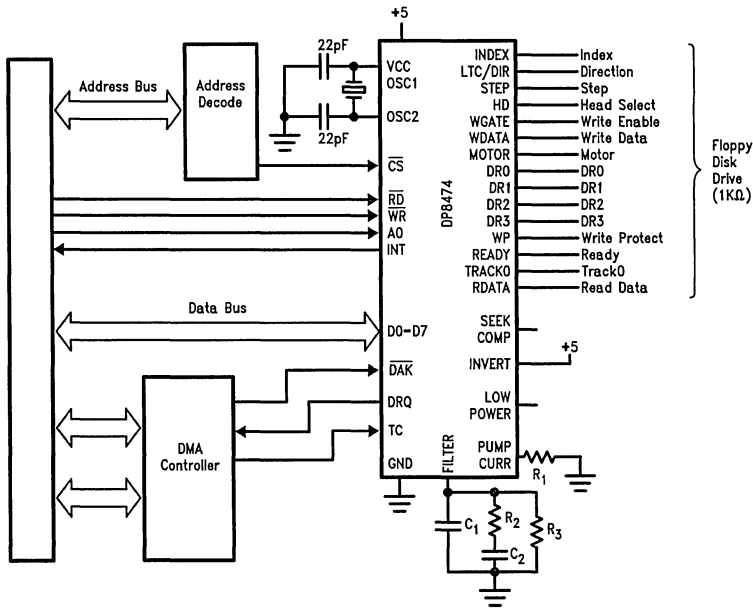 +5
22pF
22pF
Address Bus
Address
Decode
Data Bus
DMA
Controller
VCC
OSC1
OSC2
CS
RD
WR
A0
INT
D0-D7
DAK
DRQ
TC
GND
DP8474
FILTER
INDEX
LTC/DIR
STEP
HD
WGATE
WDATA
MOTOR
DR0
DR1
DR2
DR3
WP
READY
TRACK0
RDATA
SEEK
COMP
INVERT
LOW
POWER
PUMP
CURR
Index
Direction
Step
Head Select
Write Enable
Write Data
Motor
DR0
DR1
DR2
DR3
Write Protect
Ready
Track0
Read Data
Floppy
Disk
Drive
(1KΩ)
+5
R1
C1
R2
C2
R3